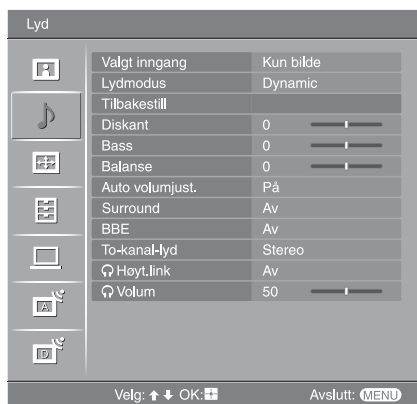 Lyd
Valgt inngang Kun bilde
Lydmodus Dynamic
Tilbakestill
Diskant 0
Bass 0
Balanse 0
Auto volumjust. På
Surround Av
BBE Av
To-kanal-lyd Stereo
Høyt.link Av
Volum 50
A
D
Velg: OK: Avslutt: MENU